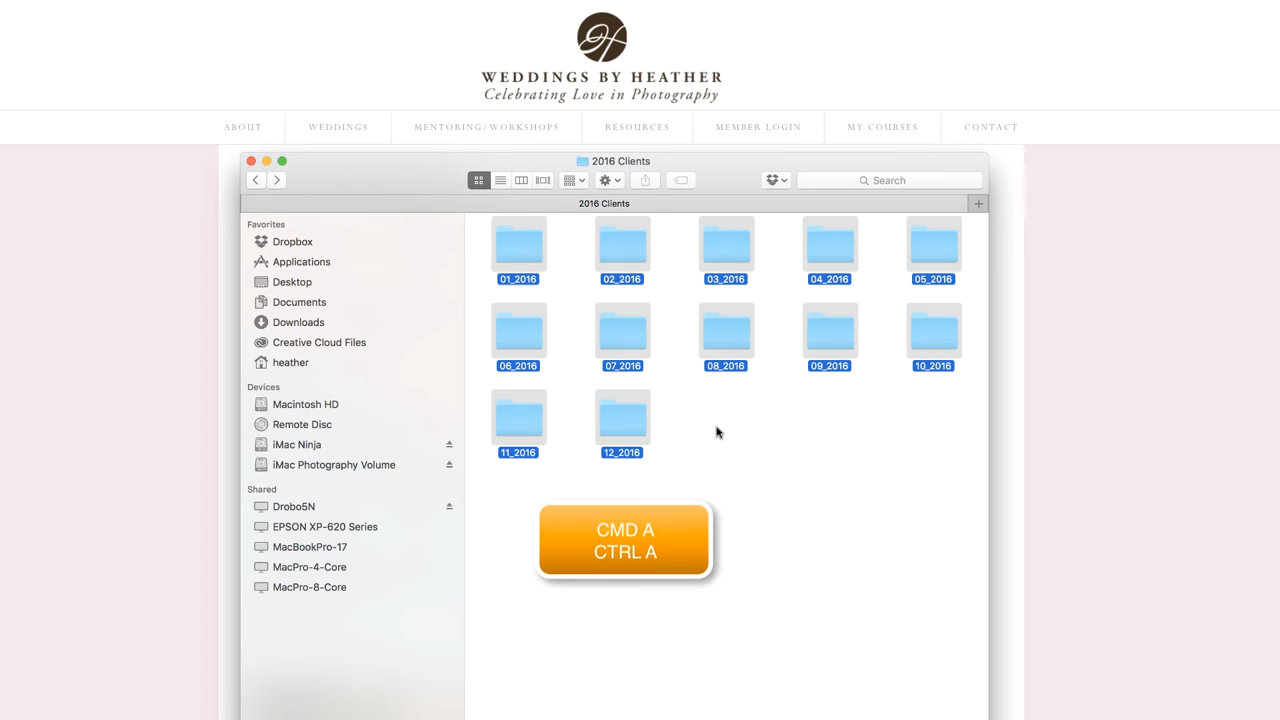 WEDDINGS BY HEATHER
Celebrating Love in Photography
ABOUT WEDDINGS MENTORING/WORKSHOPS RESOURCES MEMBER LOGIN MY COURSES CONTACT
2016 Clients
Search
2016 Clients
Favorites
Dropbox
Applications
Desktop
Documents
Downloads
Creative Cloud Files
heather
Devices
Macintosh HD
Remote Disc
iMac Ninja
iMac Photography Volume
Shared
Drobo5N
EPSON XP-620 Series
MacBookPro-17
MacPro-4-Core
MacPro-8-Core
01_2016 02_2016 03_2016 04_2016 05_2016
06_2016 07_2016 08_2016 09_2016 10_2016
11_2016 12_2016
CMD A
CTRL A